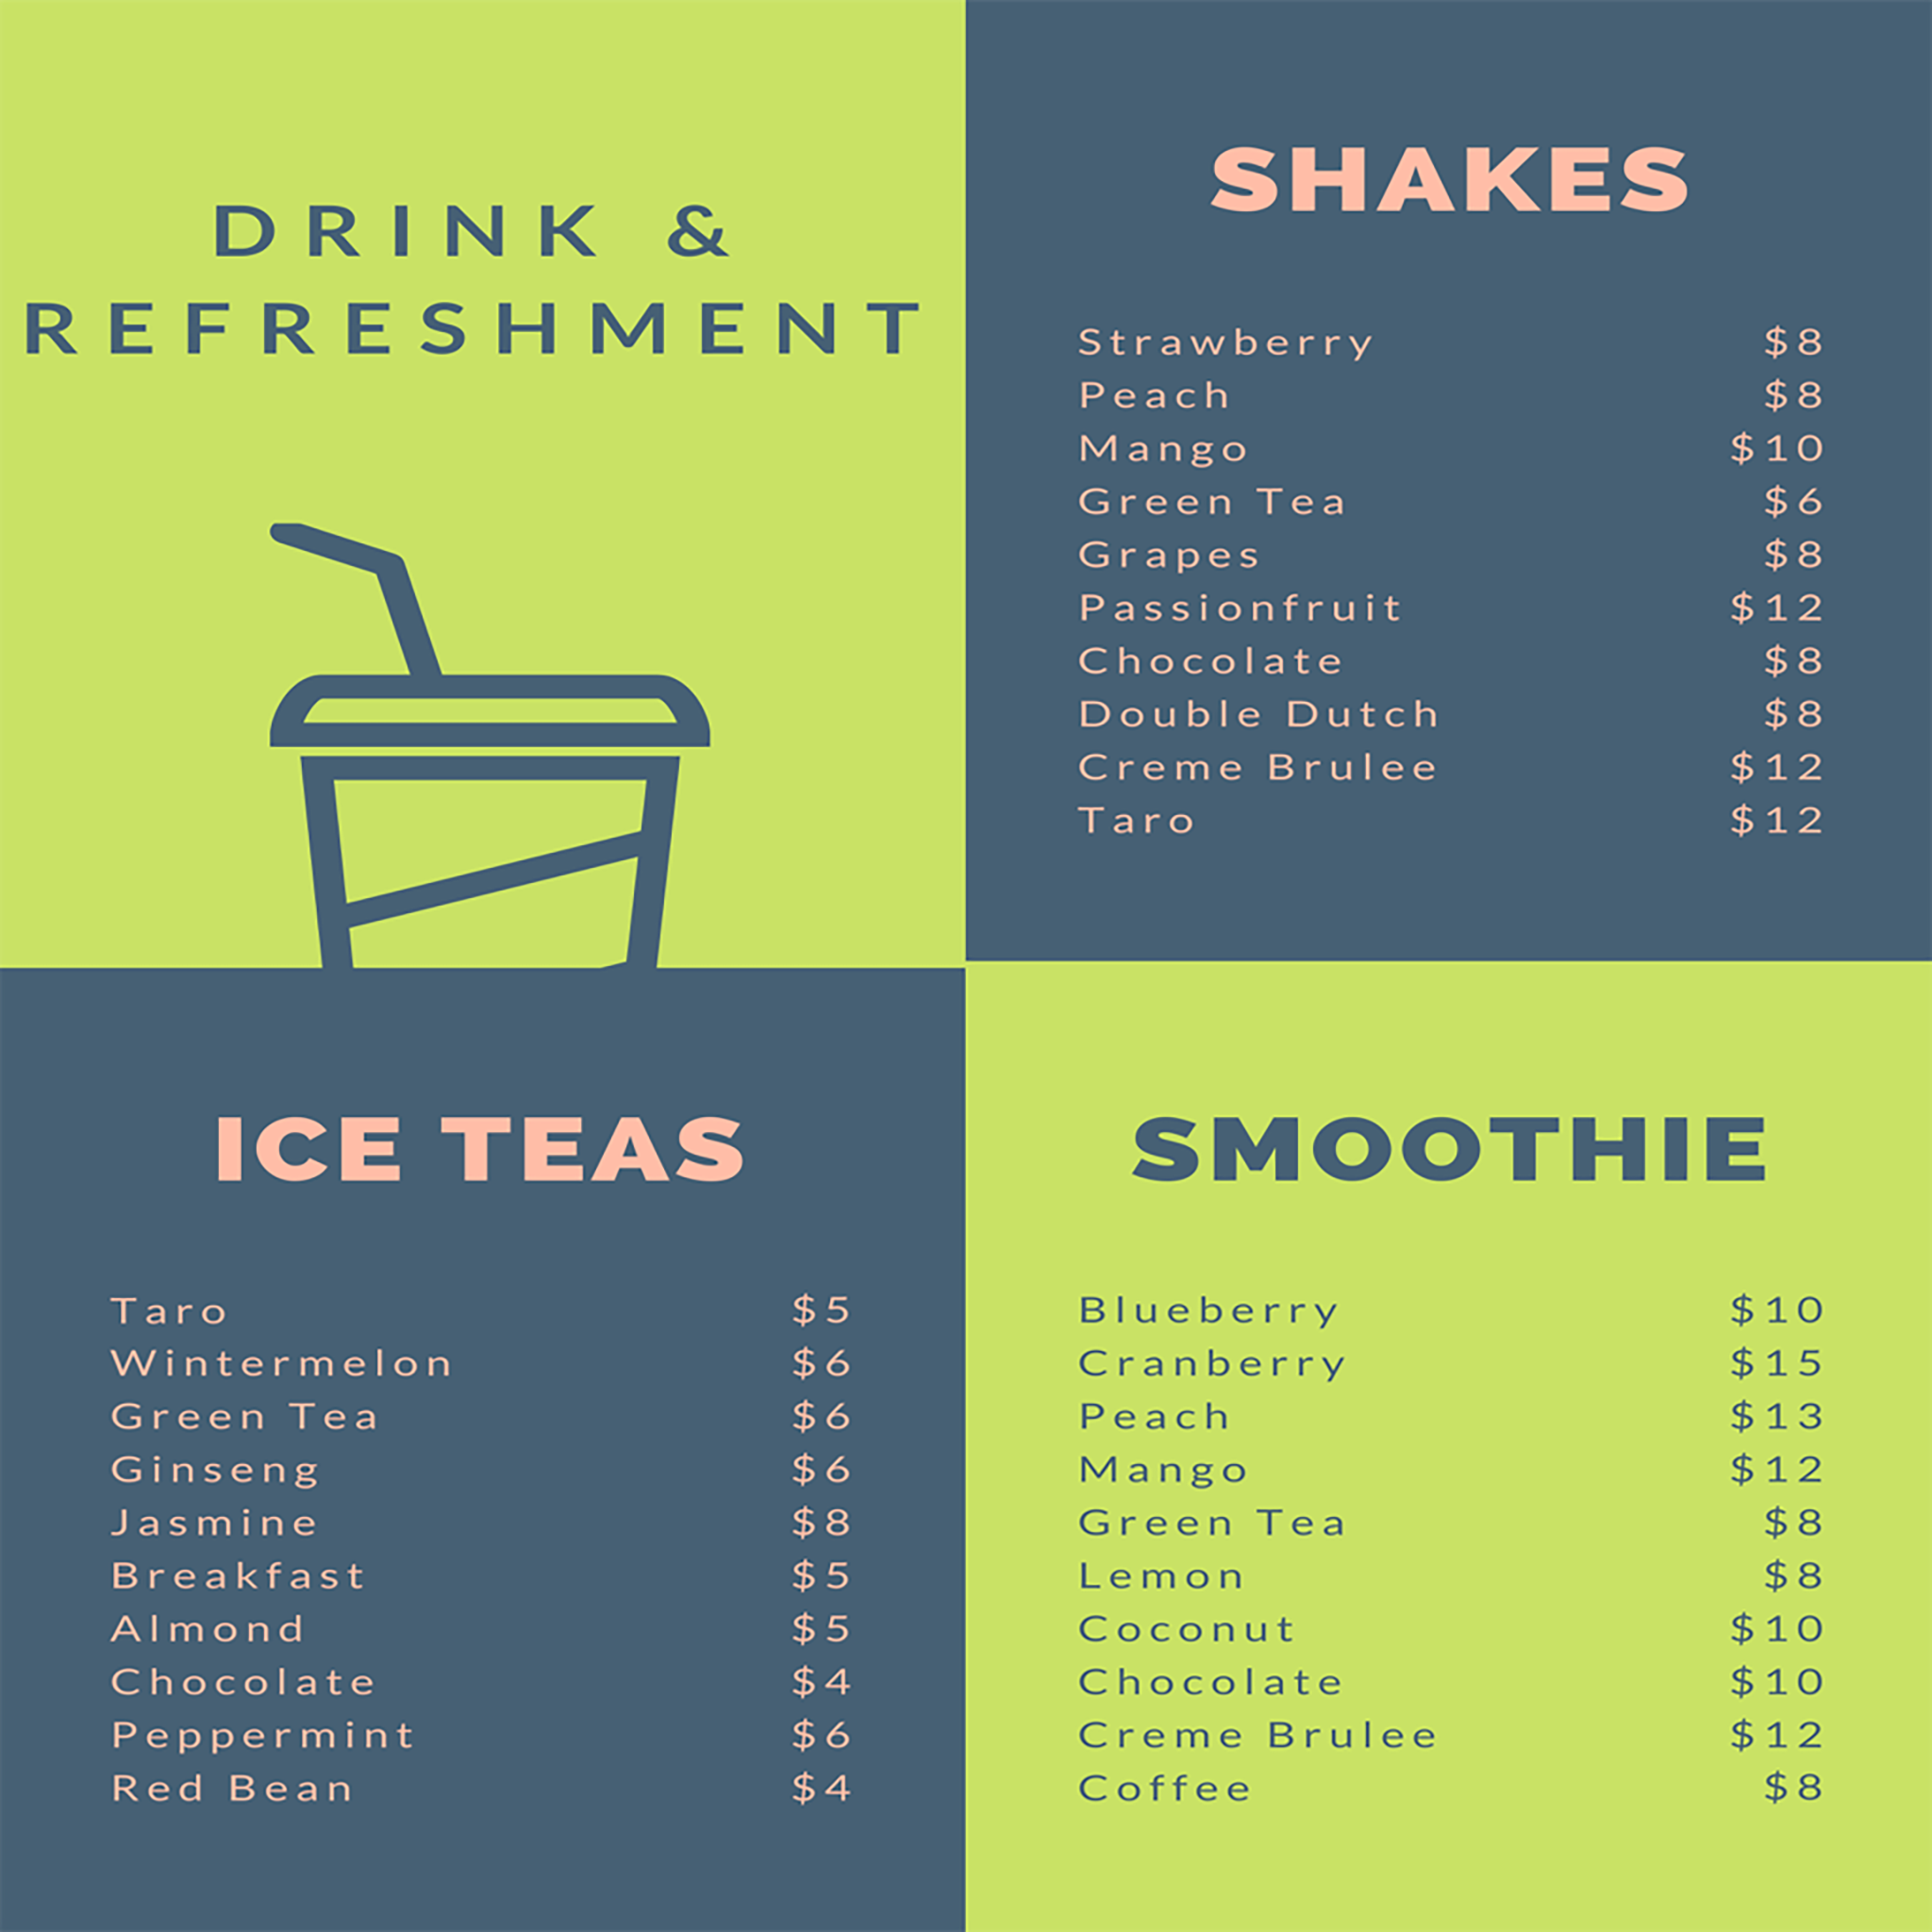 DRINK &
REFRESHMENT
SHAKES
Strawberry $8
Peach $8
Mango $10
Green Tea $6
Grapes $8
Passionfruit $12
Chocolate $8
Double Dutch $8
Creme Brulee $12
Taro $12
ICE TEAS
Taro $5
Wintermelon $6
Green Tea $6
Ginseng $6
Jasmine $8
Breakfast $5
Almond $5
Chocolate $4
Peppermint $6
Red Bean $4
SMOOTHIE
Blueberry $10
Cranberry $15
Peach $13
Mango $12
Green Tea $8
Lemon $8
Coconut $10
Chocolate $10
Creme Brulee $12
Coffee $8